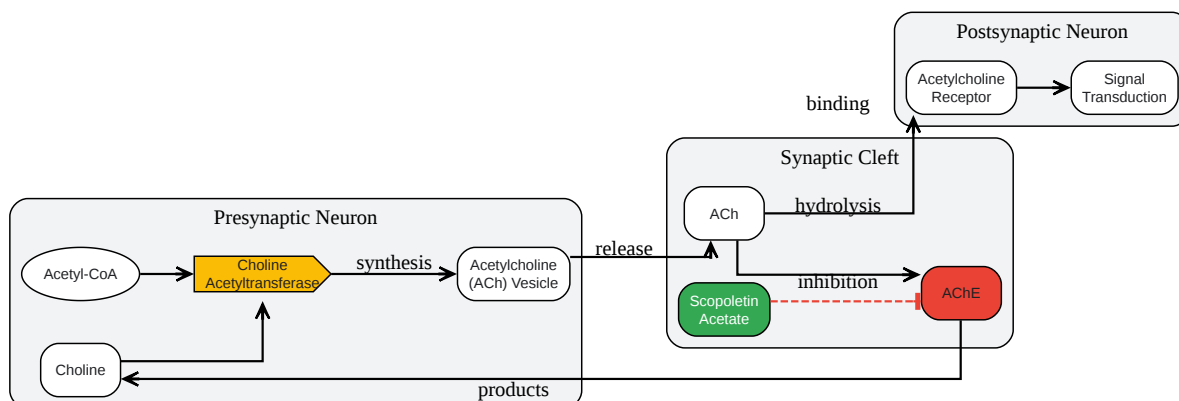 Postsynaptic Neuron
Acetylcholine
Receptor
Signal
Transduction
binding
Synaptic Cleft
ACh
hydrolysis
Presynaptic Neuron
release
Acetyl-CoA
Choline
Acetyltransferase
synthesis
Acetylcholine
(ACh) Vesicle
inhibition
Scopoletin
Acetate
AChE
Choline
products